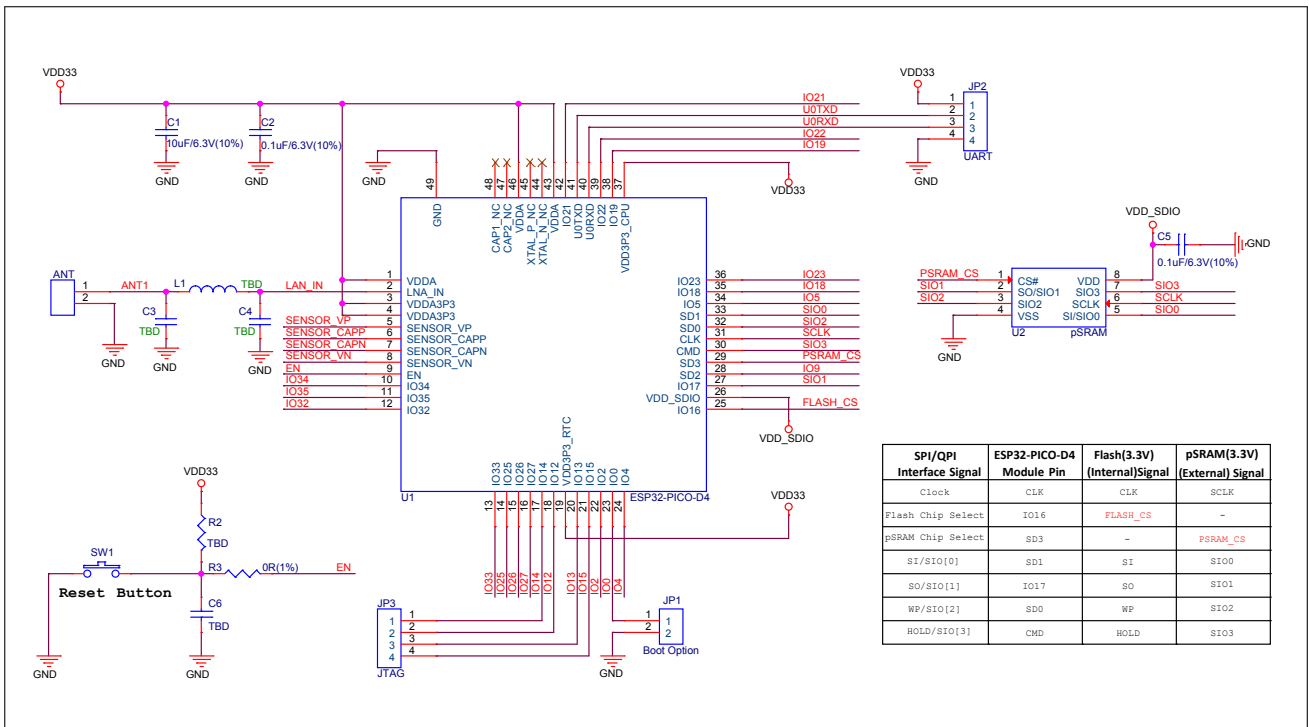 VDD33
C1
10uF/6.3V(10%)
GND
C2
0.1uF/6.3V(10%)
GND
GND
VDD33
IO21
U0TXD
U0RXD
IO22
IO19
VDD33
JP2
1 1
2 2
3 3
4 4
UART
GND
49
GND
48 CAP1_NC
47 CAP2_NC
46 VDDA
45 XTAL_P_NC
44 XTAL_N_NC
43 VDDA
42 IO21
41 U0TXD
40 U0RXD
39 IO22
38 IO19
37 VDD3P3_CPU
ANT
1
2
ANT1
L1
TBD
LAN_IN
C3
TBD
GND
GND
C4
TBD
GND
1 VDDA
2 LNA_IN
3 VDDA3P3
4 VDDA3P3
SENSOR_VP 5 SENSOR_VP
SENSOR_CAPP 6 SENSOR_CAPP
SENSOR_CAPN 7 SENSOR_CAPN
SENSOR_VN 8 SENSOR_VN
EN 9 EN
IO34 10 IO34
IO35 11 IO35
IO32 12 IO32
IO23 36 IO23
IO18 35 IO18
IO5 34 IO5
SD1 33 SIO0
SD0 32 SIO2
CLK 31 SCLK
CMD 30 SIO3
SD3 29 PSRAM_CS
SD2 28 IO9
IO17 27 SIO1
VDD_SDIO 26
IO16 25 FLASH_CS
VDD_SDIO
VDD_SDIO
C5
0.1uF/6.3V(10%)
GND
PSRAM_CS 1 CS#
SIO1 2 SO/SIO1
SIO2 3 SIO2
4 VSS
VDD 8
SIO3 7 SIO3
SCLK 6 SCLK
SI/SIO0 5 SIO0
U2
pSRAM
GND
U1
ESP32-PICO-D4
IO33 13 IO33
IO25 14 IO25
IO26 15 IO26
IO27 16 IO27
IO14 17 IO14
IO12 18 IO12
VDD3P3_RTC 19
IO13 20 IO13
IO15 21 IO15
IO2 22 IO2
IO0 23 IO0
IO4 24 IO4
VDD33
VDD33
R2
TBD
SW1
Reset Button
R3
0R(1%)
EN
C6
TBD
GND
GND
JP3
1 1
2 2
3 3
4 4
JTAG
JP1
1 1
2 2
Boot Option
GND
SPI/QPI Interface Signal ESP32-PICO-D4 Module Pin Flash(3.3V) (Internal)Signal pSRAM(3.3V) (External) Signal
Clock CLK CLK SCLK
Flash Chip Select IO16 FLASH_CS -
pSRAM Chip Select SD3 - PSRAM_CS
SI/SIO[0] SD1 SI SIO0
SO/SIO[1] IO17 SO SIO1
WP/SIO[2] SD0 WP SIO2
HOLD/SIO[3] CMD HOLD SIO3